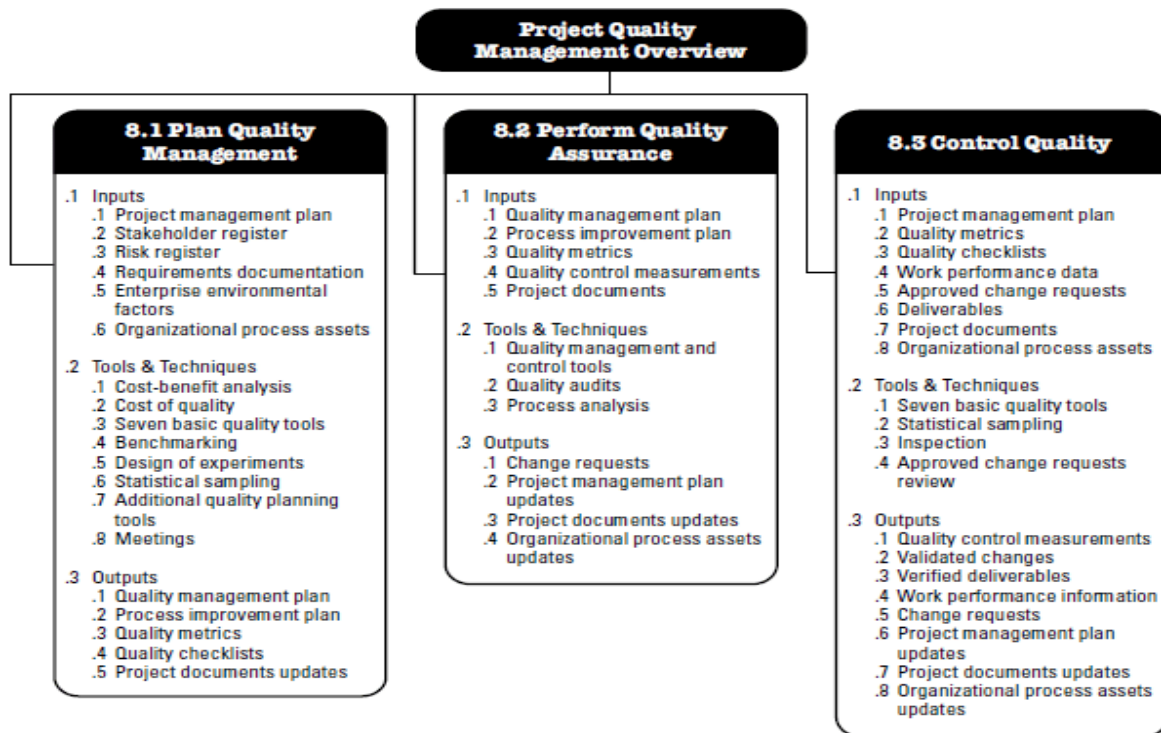 Project Quality
Management Overview
8.1 Plan Quality
Management
.1 Inputs
.1 Project management plan
.2 Stakeholder register
.3 Risk register
.4 Requirements documentation
.5 Enterprise environmental
factors
.6 Organizational process assets
.2 Tools & Techniques
.1 Cost-benefit analysis
.2 Cost of quality
.3 Seven basic quality tools
.4 Benchmarking
.5 Design of experiments
.6 Statistical sampling
.7 Additional quality planning
tools
.8 Meetings
.3 Outputs
.1 Quality management plan
.2 Process improvement plan
.3 Quality metrics
.4 Quality checklists
.5 Project documents updates
8.2 Perform Quality
Assurance
.1 Inputs
.1 Quality management plan
.2 Process improvement plan
.3 Quality metrics
.4 Quality control measurements
.5 Project documents
.2 Tools & Techniques
.1 Quality management and
control tools
.2 Quality audits
.3 Process analysis
.3 Outputs
.1 Change requests
.2 Project management plan
updates
.3 Project documents updates
.4 Organizational process assets
updates
8.3 Control Quality
.1 Inputs
.1 Project management plan
.2 Quality metrics
.3 Quality checklists
.4 Work performance data
.5 Approved change requests
.6 Deliverables
.7 Project documents
.8 Organizational process assets
.2 Tools & Techniques
.1 Seven basic quality tools
.2 Statistical sampling
.3 Inspection
.4 Approved change requests
review
.3 Outputs
.1 Quality control measurements
.2 Validated changes
.3 Verified deliverables
.4 Work performance information
.5 Change requests
.6 Project management plan
updates
.7 Project documents updates
.8 Organizational process assets
updates